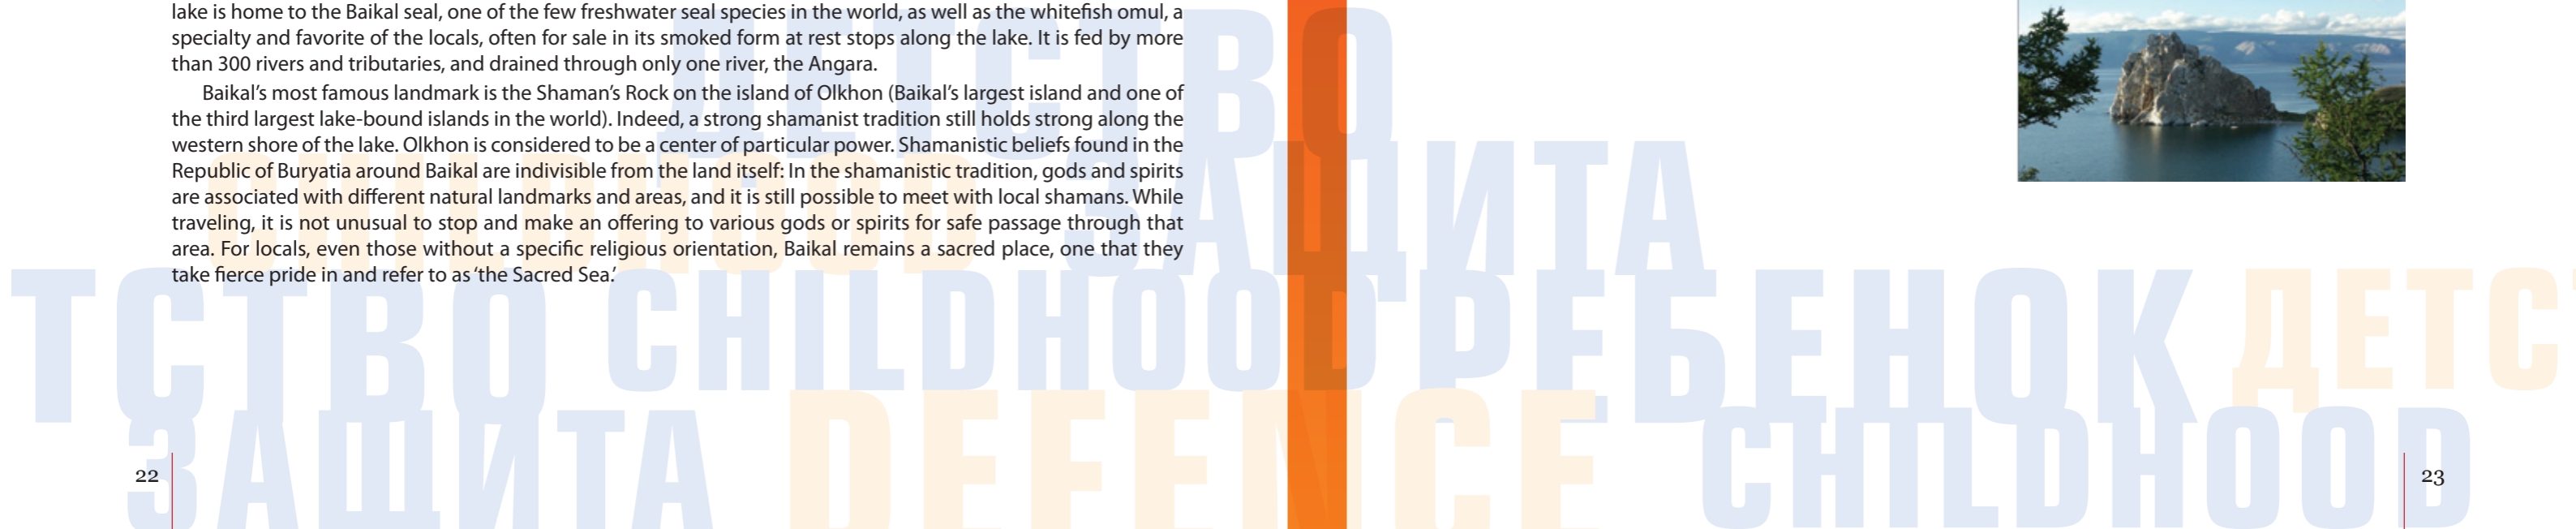 lake is home to the Baikal seal, one of the few freshwater seal species in the world, as well as the whitefish omul, a
specialty and favorite of the locals, often for sale in its smoked form at rest stops along the lake. It is fed by more
than 300 rivers and tributaries, and drained through only one river, the Angara.
Baikal’s most famous landmark is the Shaman’s Rock on the island of Olkhon (Baikal’s largest island and one of
the third largest lake-bound islands in the world). Indeed, a strong shamanist tradition still holds strong along the
western shore of the lake. Olkhon is considered to be a center of particular power. Shamanistic beliefs found in the
Republic of Buryatia around Baikal are indivisible from the land itself: In the shamanistic tradition, gods and spirits
are associated with different natural landmarks and areas, and it is still possible to meet with local shamans. While
traveling, it is not unusual to stop and make an offering to various gods or spirits for safe passage through that
area. For locals, even those without a specific religious orientation, Baikal remains a sacred place, one that they
take fierce pride in and refer to as ‘the Sacred Sea.’
ДЕТСТВО
CHILDHOOD ЗАЩИТА
ТСТВО CHILDHOOD РЕБЕНОК ДЕТС
ЗАЩИТА DEFENCE CHILDHOOD
22
23